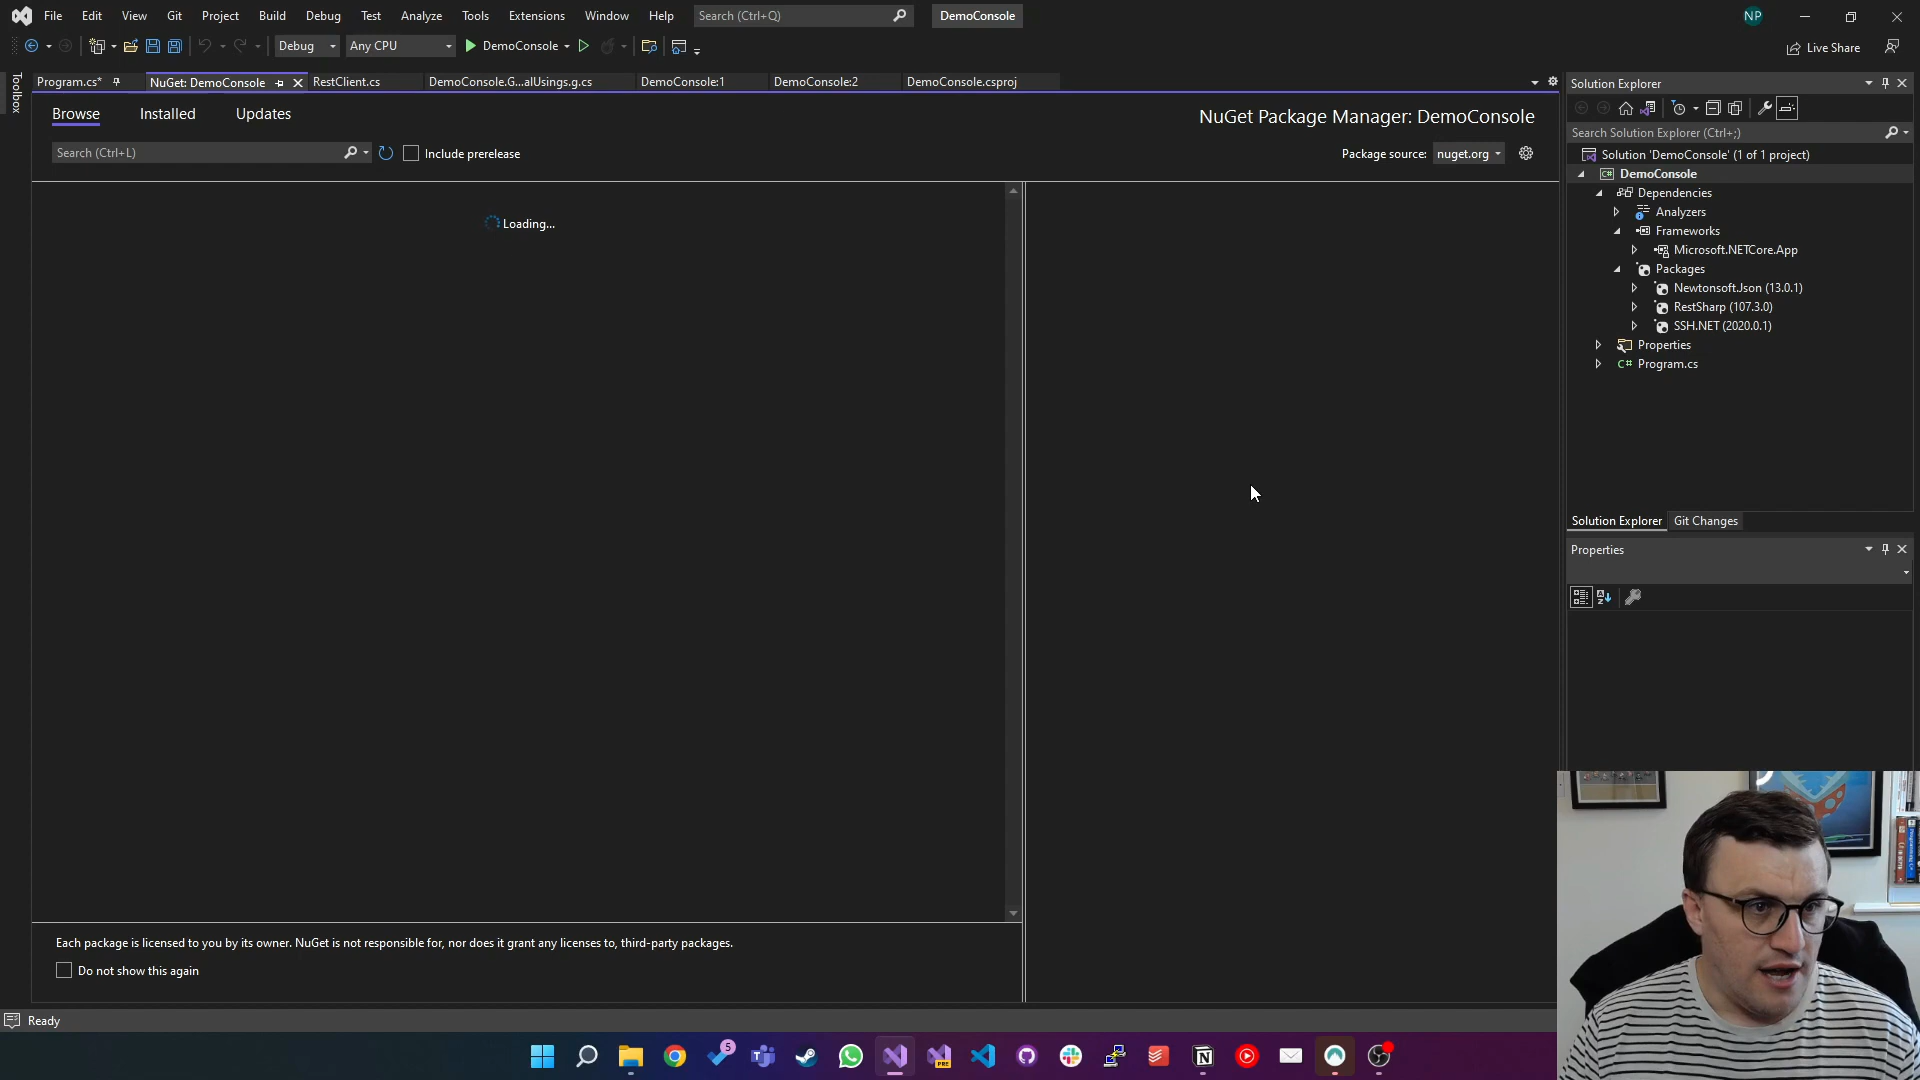 File Edit View Git Project Build Debug Test Analyze Tools Extensions Window Help Search (Ctrl+Q) DemoConsole NP
Debug Any CPU DemoConsole Live Share
Toolbox
Program.cs* NuGet: DemoConsole RestClient.cs DemoConsole.G...alUsings.g.cs DemoConsole:1 DemoConsole:2 DemoConsole.csproj
Browse Installed Updates
NuGet Package Manager: DemoConsole
Search (Ctrl+L) Include prerelease
Package source: nuget.org
Loading...
Each package is licensed to you by its owner. NuGet is not responsible for, nor does it grant any licenses to, third-party packages.
Do not show this again
Solution Explorer
Search Solution Explorer (Ctrl+;)
Solution 'DemoConsole' (1 of 1 project)
DemoConsole
Dependencies
Analyzers
Frameworks
Microsoft.NETCore.App
Packages
Newtonsoft.Json (13.0.1)
RestSharp (107.3.0)
SSH.NET (2020.0.1)
Properties
C# Program.cs
Solution Explorer Git Changes
Properties
Ready
5
PRE